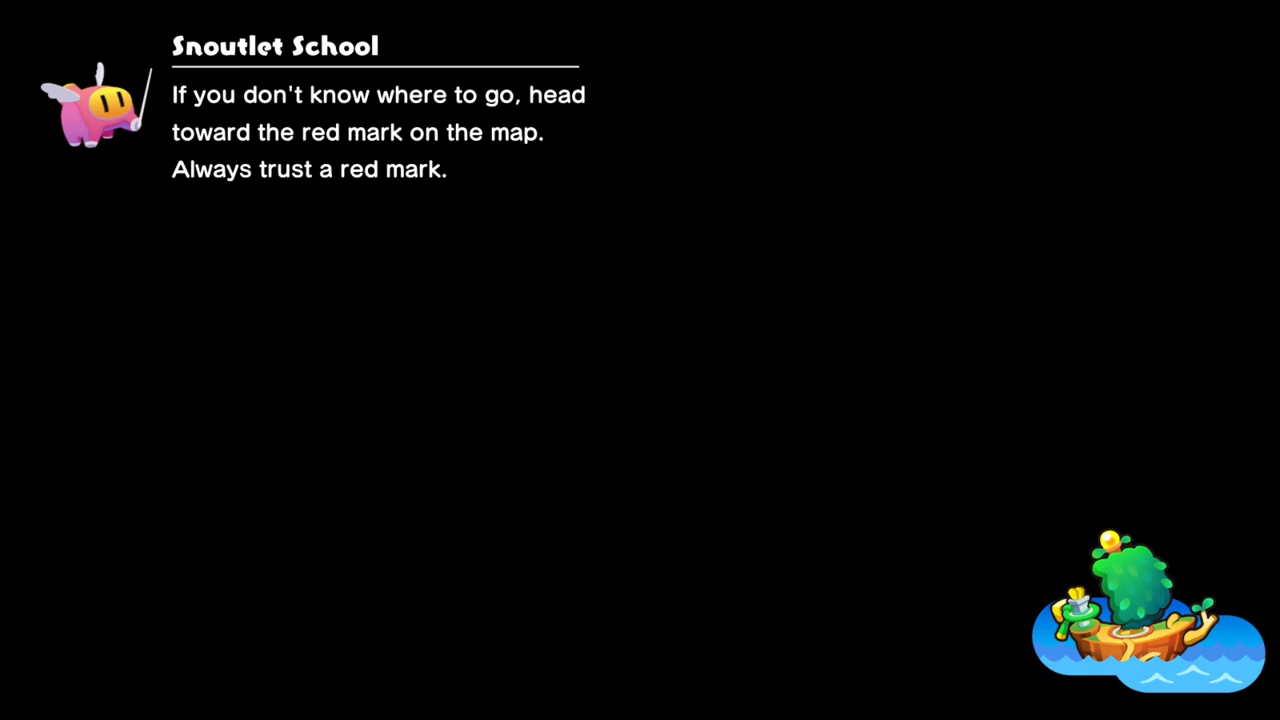 Snoutlet School
If you don't know where to go, head
toward the red mark on the map.
Always trust a red mark.